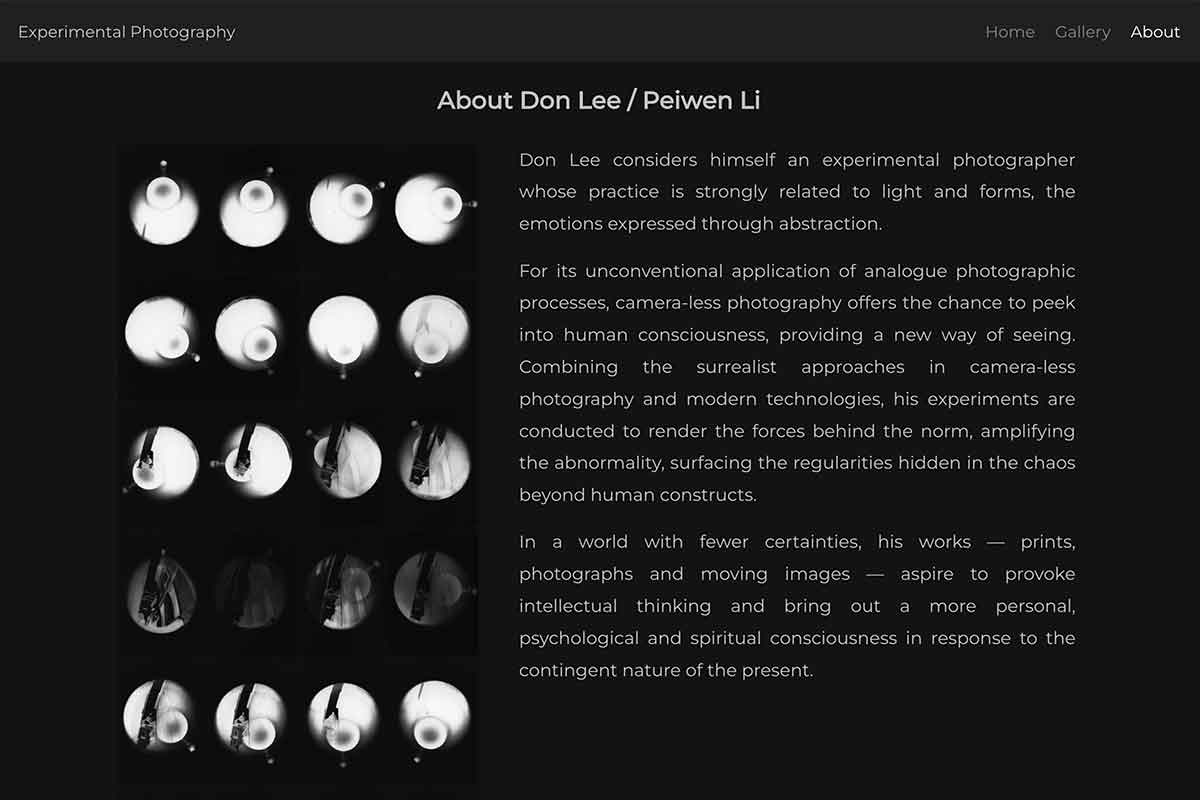 Experimental Photography
Home Gallery About
About Don Lee / Peiwen Li
Don Lee considers himself an experimental photographer
whose practice is strongly related to light and forms, the
emotions expressed through abstraction.
For its unconventional application of analogue photographic
processes, camera-less photography offers the chance to peek
into human consciousness, providing a new way of seeing.
Combining the surrealist approaches in camera-less
photography and modern technologies, his experiments are
conducted to render the forces behind the norm, amplifying
the abnormality, surfacing the regularities hidden in the chaos
beyond human constructs.
In a world with fewer certainties, his works — prints,
photographs and moving images — aspire to provoke
intellectual thinking and bring out a more personal,
psychological and spiritual consciousness in response to the
contingent nature of the present.